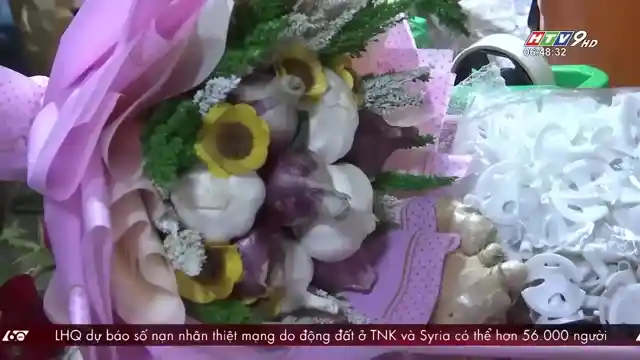 HTV9HD
06:48:32
60
LHQ dự báo số nạn nhân thiệt mạng do động đất ở TNK và Syria có thể hơn 56.000 người